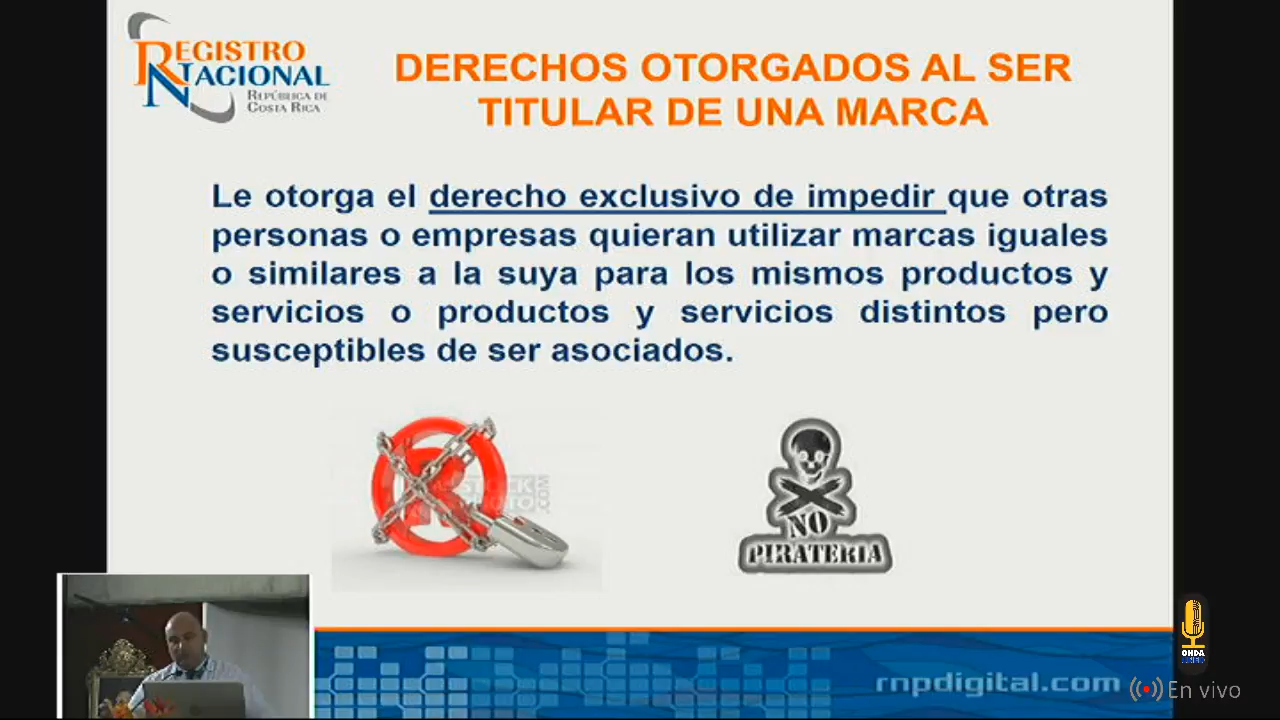 REGISTRO
NACIONAL
REPÚBLICA DE
COSTA RICA
DERECHOS OTORGADOS AL SER
TITULAR DE UNA MARCA
Le otorga el derecho exclusivo de impedir que otras
personas o empresas quieran utilizar marcas iguales
o similares a la suya para los mismos productos y
servicios o productos y servicios distintos pero
susceptibles de ser asociados.
R
NO
PIRATERIA
rnpdigital.com
ONDA
En vivo